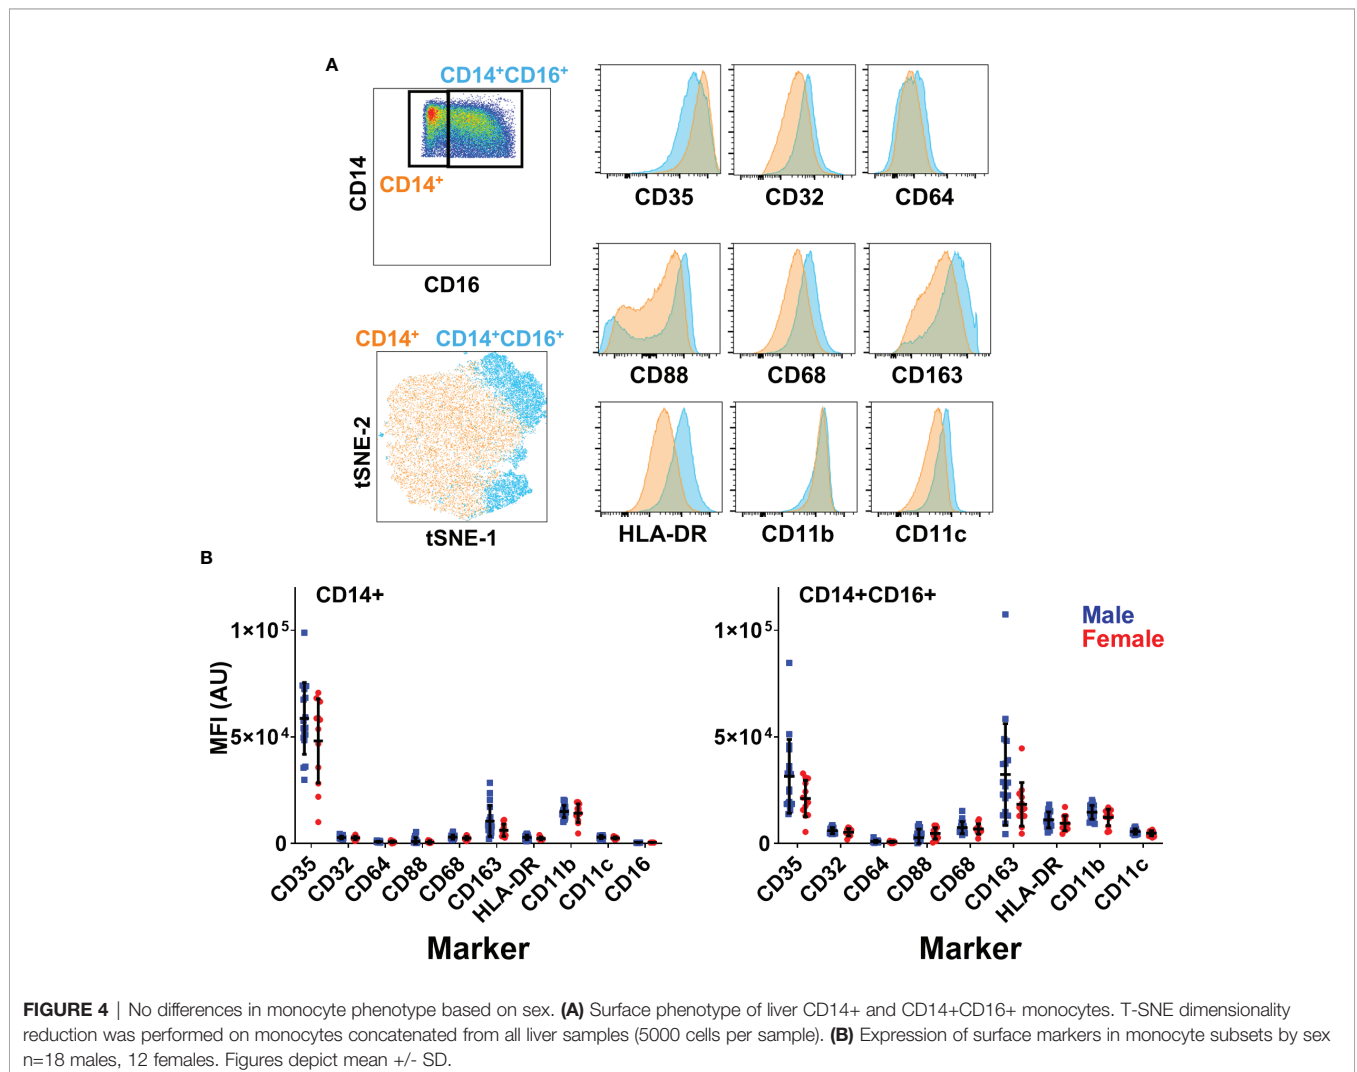 A
CD14⁺CD16⁺
CD14
CD14⁺
CD16
CD35
CD32
CD64
CD88
CD68
CD163
CD14⁺ CD14⁺CD16⁺
tSNE-2
tSNE-1
HLA-DR
CD11b
CD11c
B
CD14+
MFI (AU)
1×10⁵
5×10⁴
0
CD35
CD32
CD64
CD88
CD68
CD163
HLA-DR
CD11b
CD11c
CD16
Marker
CD14+CD16+
Male
Female
1×10⁵
5×10⁴
0
CD35
CD32
CD64
CD88
CD68
CD163
HLA-DR
CD11b
CD11c
Marker
FIGURE 4 | No differences in monocyte phenotype based on sex. (A) Surface phenotype of liver CD14+ and CD14+CD16+ monocytes. T-SNE dimensionality
reduction was performed on monocytes concatenated from all liver samples (5000 cells per sample). (B) Expression of surface markers in monocyte subsets by sex
n=18 males, 12 females. Figures depict mean +/- SD.